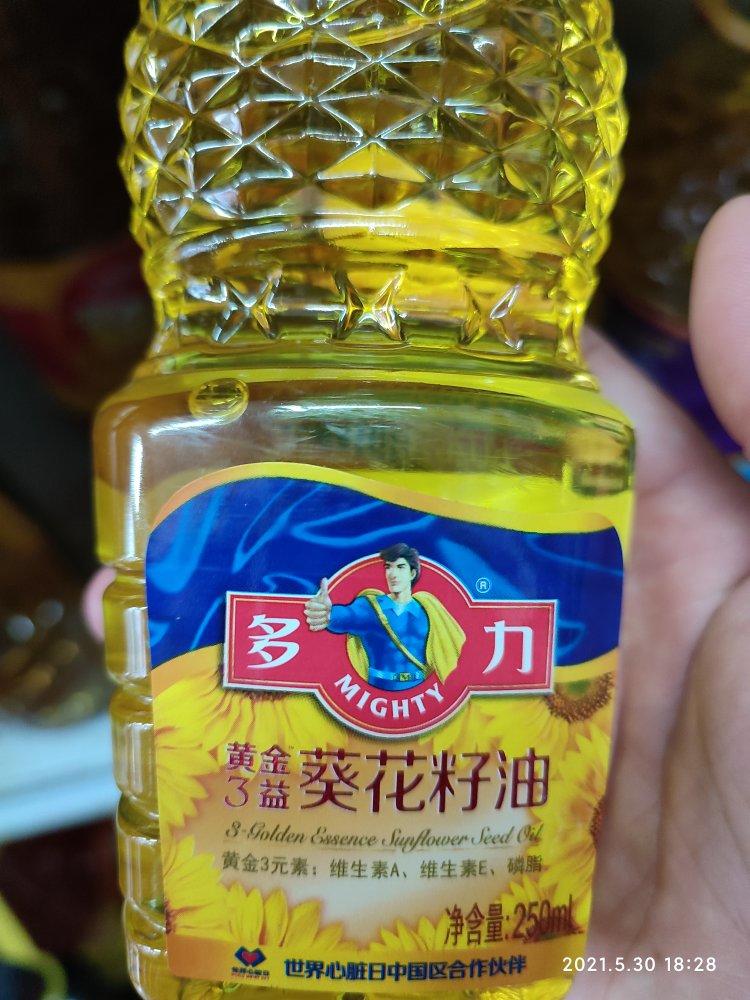 多力
®
MIGHTY
黄金
3益
葵花籽油
3-Golden Essence Sunflower Seed Oil
黄金3元素：维生素A、维生素E、磷脂
净含量:250ml
世界心脏日中国区合作伙伴
2021.5.30 18:28